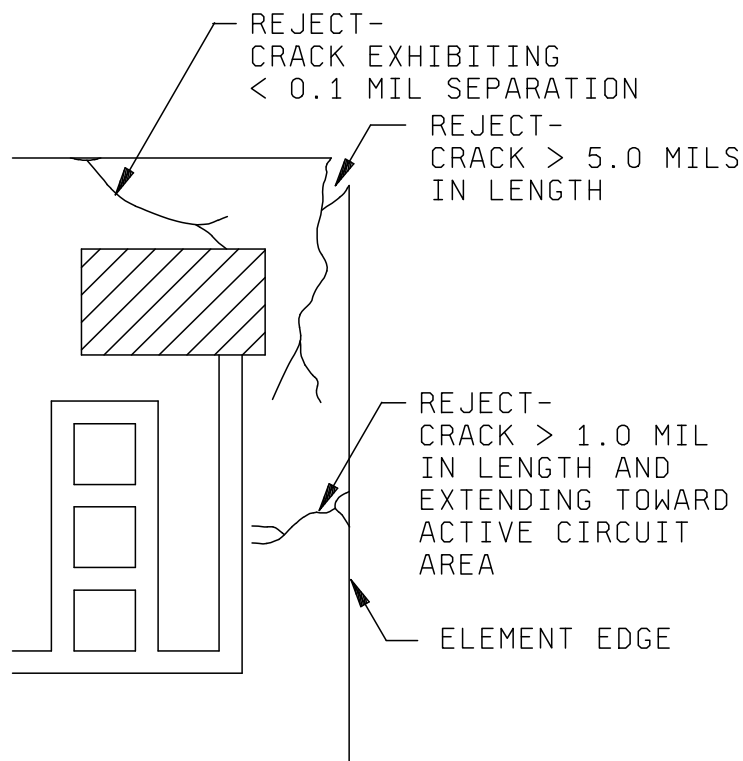 REJECT-
CRACK EXHIBITING
< 0.1 MIL SEPARATION
REJECT-
CRACK > 5.0 MILS
IN LENGTH
REJECT-
CRACK > 1.0 MIL
IN LENGTH AND
EXTENDING TOWARD
ACTIVE CIRCUIT
AREA
ELEMENT EDGE